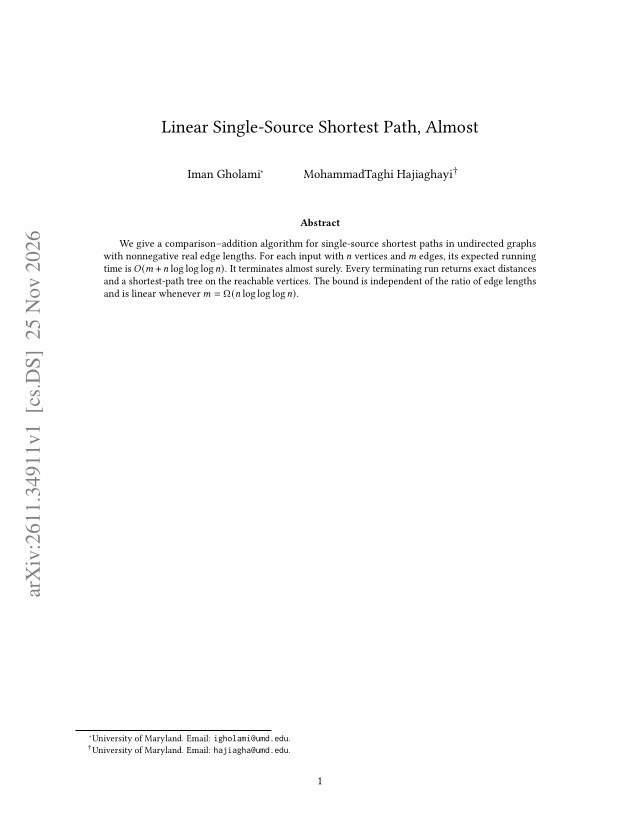 Linear Single-Source Shortest Path, Almost
Iman Gholami* MohammadTaghi Hajiaghayi†
Abstract
We give a comparison–addition algorithm for single-source shortest paths in undirected graphs
with nonnegative real edge lengths. For each input with n vertices and m edges, its expected running
time is O(m + n log log log n). It terminates almost surely. Every terminating run returns exact distances
and a shortest-path tree on the reachable vertices. The bound is independent of the ratio of edge lengths
and is linear whenever m = Ω(n log log log n).
arXiv:2611.34911v1 [cs.DS] 25 Nov 2026
*University of Maryland. Email: igholami@umd.edu.
†University of Maryland. Email: hajiagha@umd.edu.
1